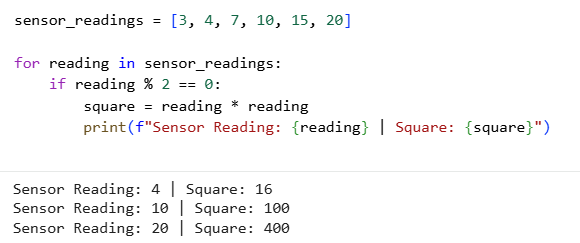 sensor_readings = [3, 4, 7, 10, 15, 20]
for reading in sensor_readings:
    if reading % 2 == 0:
        square = reading * reading
        print(f"Sensor Reading: {reading} | Square: {square}")
Sensor Reading: 4 | Square: 16
Sensor Reading: 10 | Square: 100
Sensor Reading: 20 | Square: 400